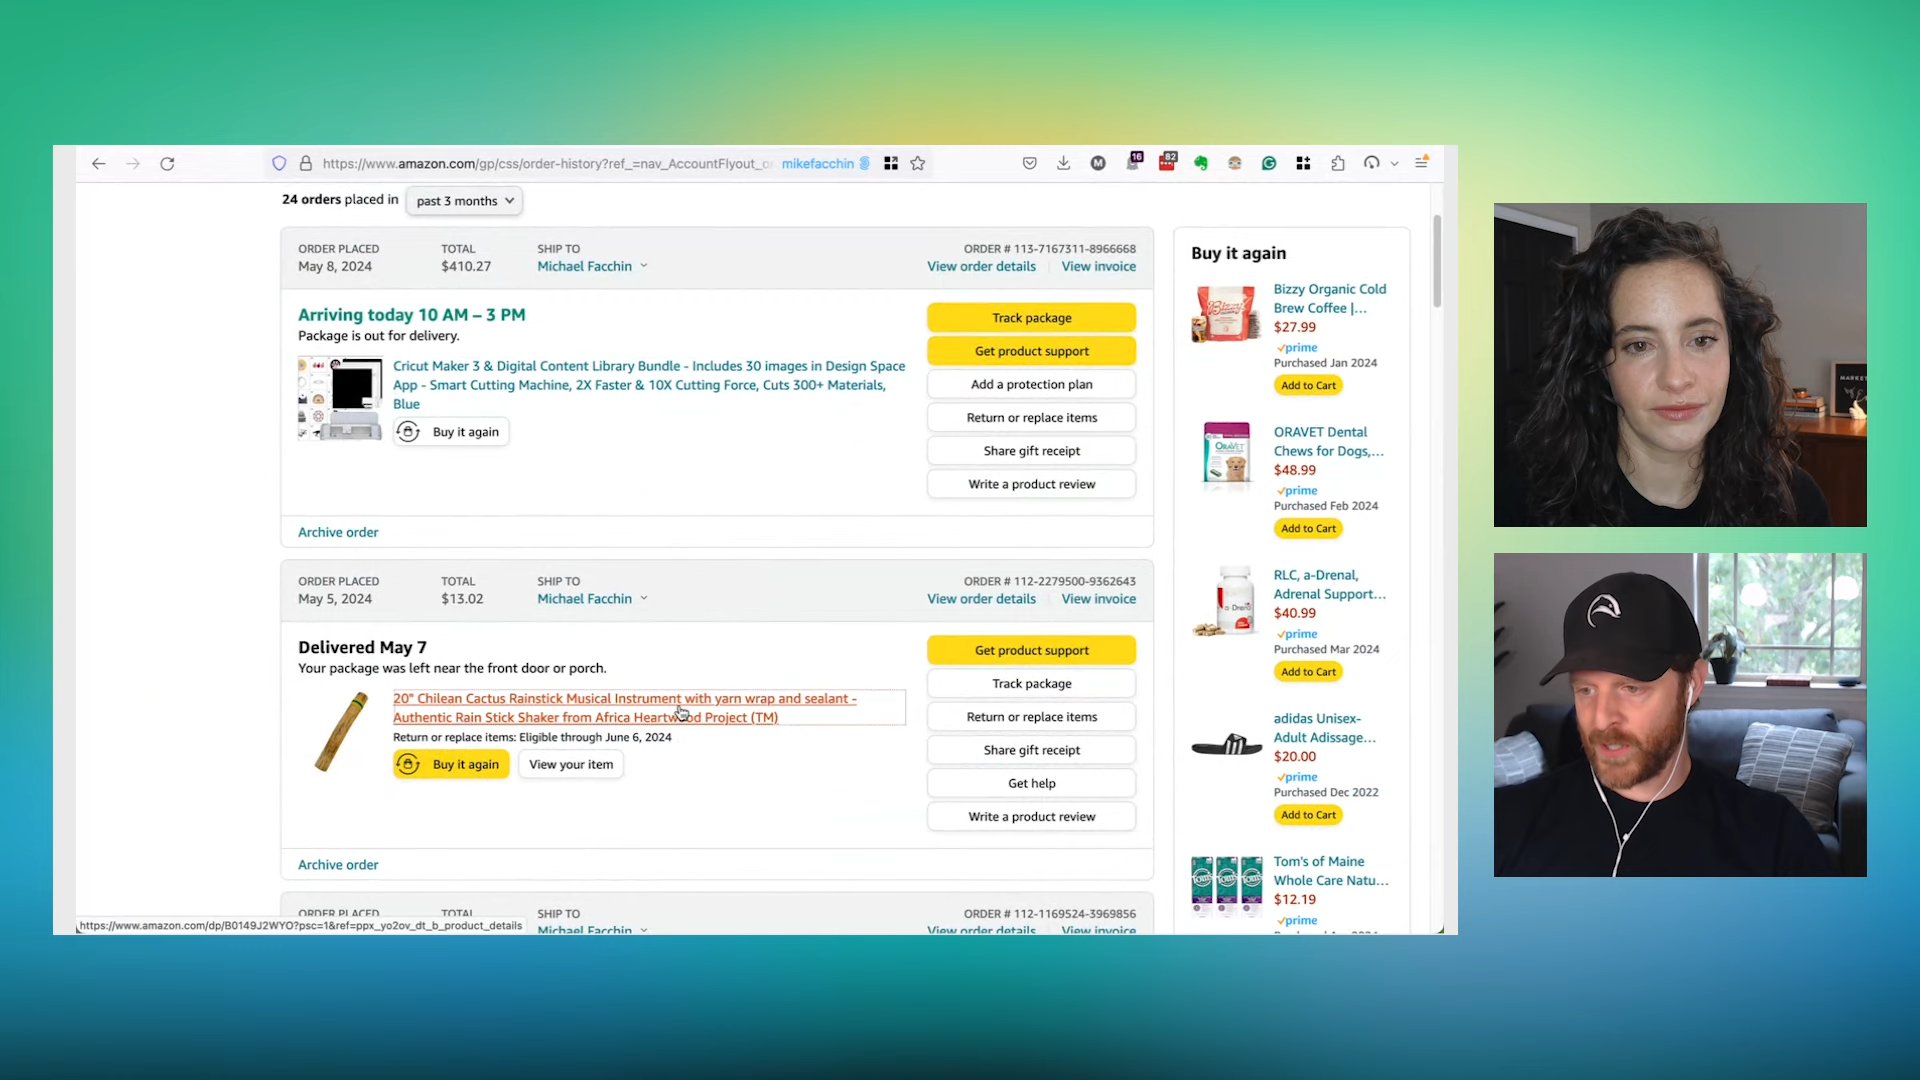 https://www.amazon.com/gp/css/order-history?ref_=nav_AccountFlyout_o
mikefacchin
16
82
24 orders placed in
past 3 months
ORDER PLACED
May 8, 2024
TOTAL
$410.27
SHIP TO
Michael Facchin
ORDER # 113-7167311-8966668
View order details
View invoice
Arriving today 10 AM – 3 PM
Package is out for delivery.
Cricut Maker 3 & Digital Content Library Bundle - Includes 30 images in Design Space
App - Smart Cutting Machine, 2X Faster & 10X Cutting Force, Cuts 300+ Materials,
Blue
Buy it again
Track package
Get product support
Add a protection plan
Return or replace items
Share gift receipt
Write a product review
Archive order
ORDER PLACED
May 5, 2024
TOTAL
$13.02
SHIP TO
Michael Facchin
ORDER # 112-2279500-9362643
View order details
View invoice
Delivered May 7
Your package was left near the front door or porch.
20" Chilean Cactus Rainstick Musical Instrument with yarn wrap and sealant -
Authentic Rain Stick Shaker from Africa Heartwood Project (TM)
Return or replace items: Eligible through June 6, 2024
Buy it again
View your item
Get product support
Track package
Return or replace items
Share gift receipt
Get help
Write a product review
Archive order
ORDER PLACED
TOTAL
SHIP TO
Michael Facchin
ORDER # 112-1169524-3969856
View order details
View invoice
https://www.amazon.com/dp/B0149J2WYO?psc=1&ref=ppx_yo2ov_dt_b_product_details
Buy it again
Bizzy Organic Cold
Brew Coffee |...
$27.99
prime
Purchased Jan 2024
Add to Cart
ORAVET Dental
Chews for Dogs,...
$48.99
prime
Purchased Feb 2024
Add to Cart
RLC, a-Drenal,
Adrenal Support...
$40.99
prime
Purchased Mar 2024
Add to Cart
adidas Unisex-
Adult Adissage...
$20.00
prime
Purchased Dec 2022
Add to Cart
Tom's of Maine
Whole Care Natu...
$12.19
prime
MARKET